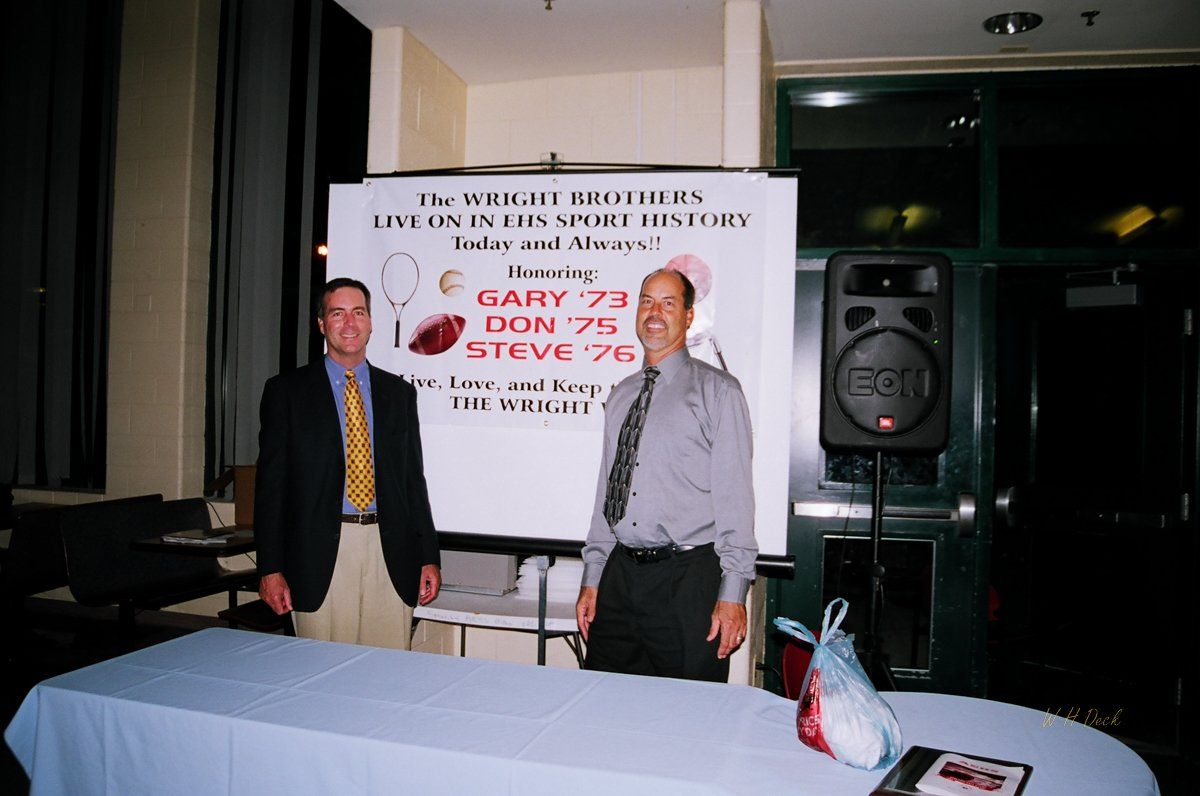 The WRIGHT BROTHERS
LIVE ON IN EHS SPORT HISTORY
Today and Always!!
Honoring:
GARY '73
DON '75
STEVE '76
Live, Love, and Keep
THE WRIGHT
EON
JBL
W H Deck